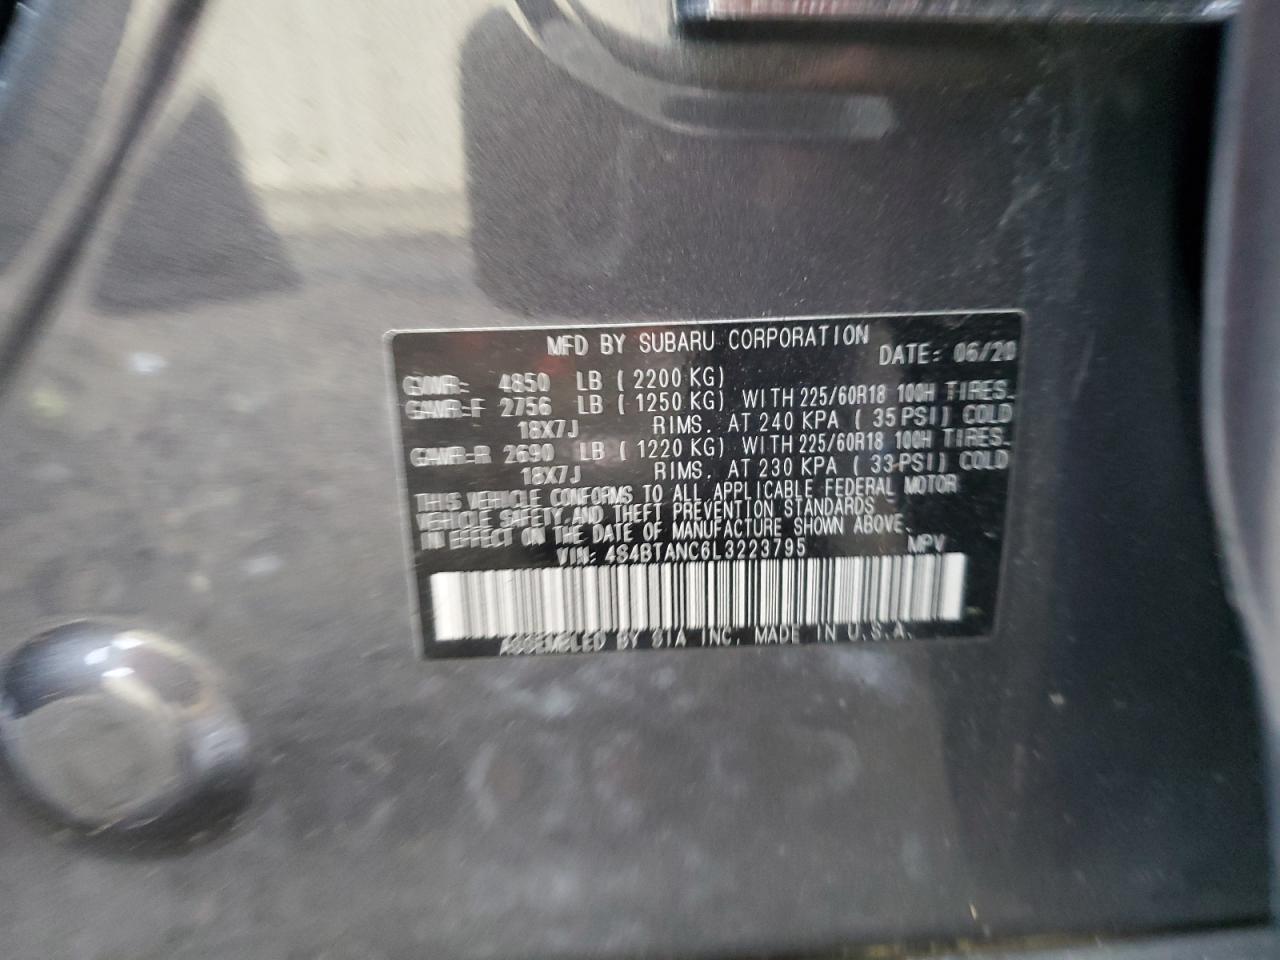 MFD BY SUBARU CORPORATION DATE: 06/20
GVWR: 4850 LB ( 2200 KG)
GAWR:F 2756 LB ( 1250 KG) WITH 225/60R18 100H TIRES.
18X7J RIMS. AT 240 KPA ( 35 PSI) COLD
GAWR:R 2690 LB ( 1220 KG) WITH 225/60R18 100H TIRES.
18X7J RIMS. AT 230 KPA ( 33 PSI) COLD
THIS VEHICLE CONFORMS TO ALL APPLICABLE FEDERAL MOTOR
VEHICLE SAFETY AND THEFT PREVENTION STANDARDS
IN EFFECT ON THE DATE OF MANUFACTURE SHOWN ABOVE.
VIN: 4S4BTANC6L3223795 MPV
ASSEMBLED BY SIA INC. MADE IN U.S.A.